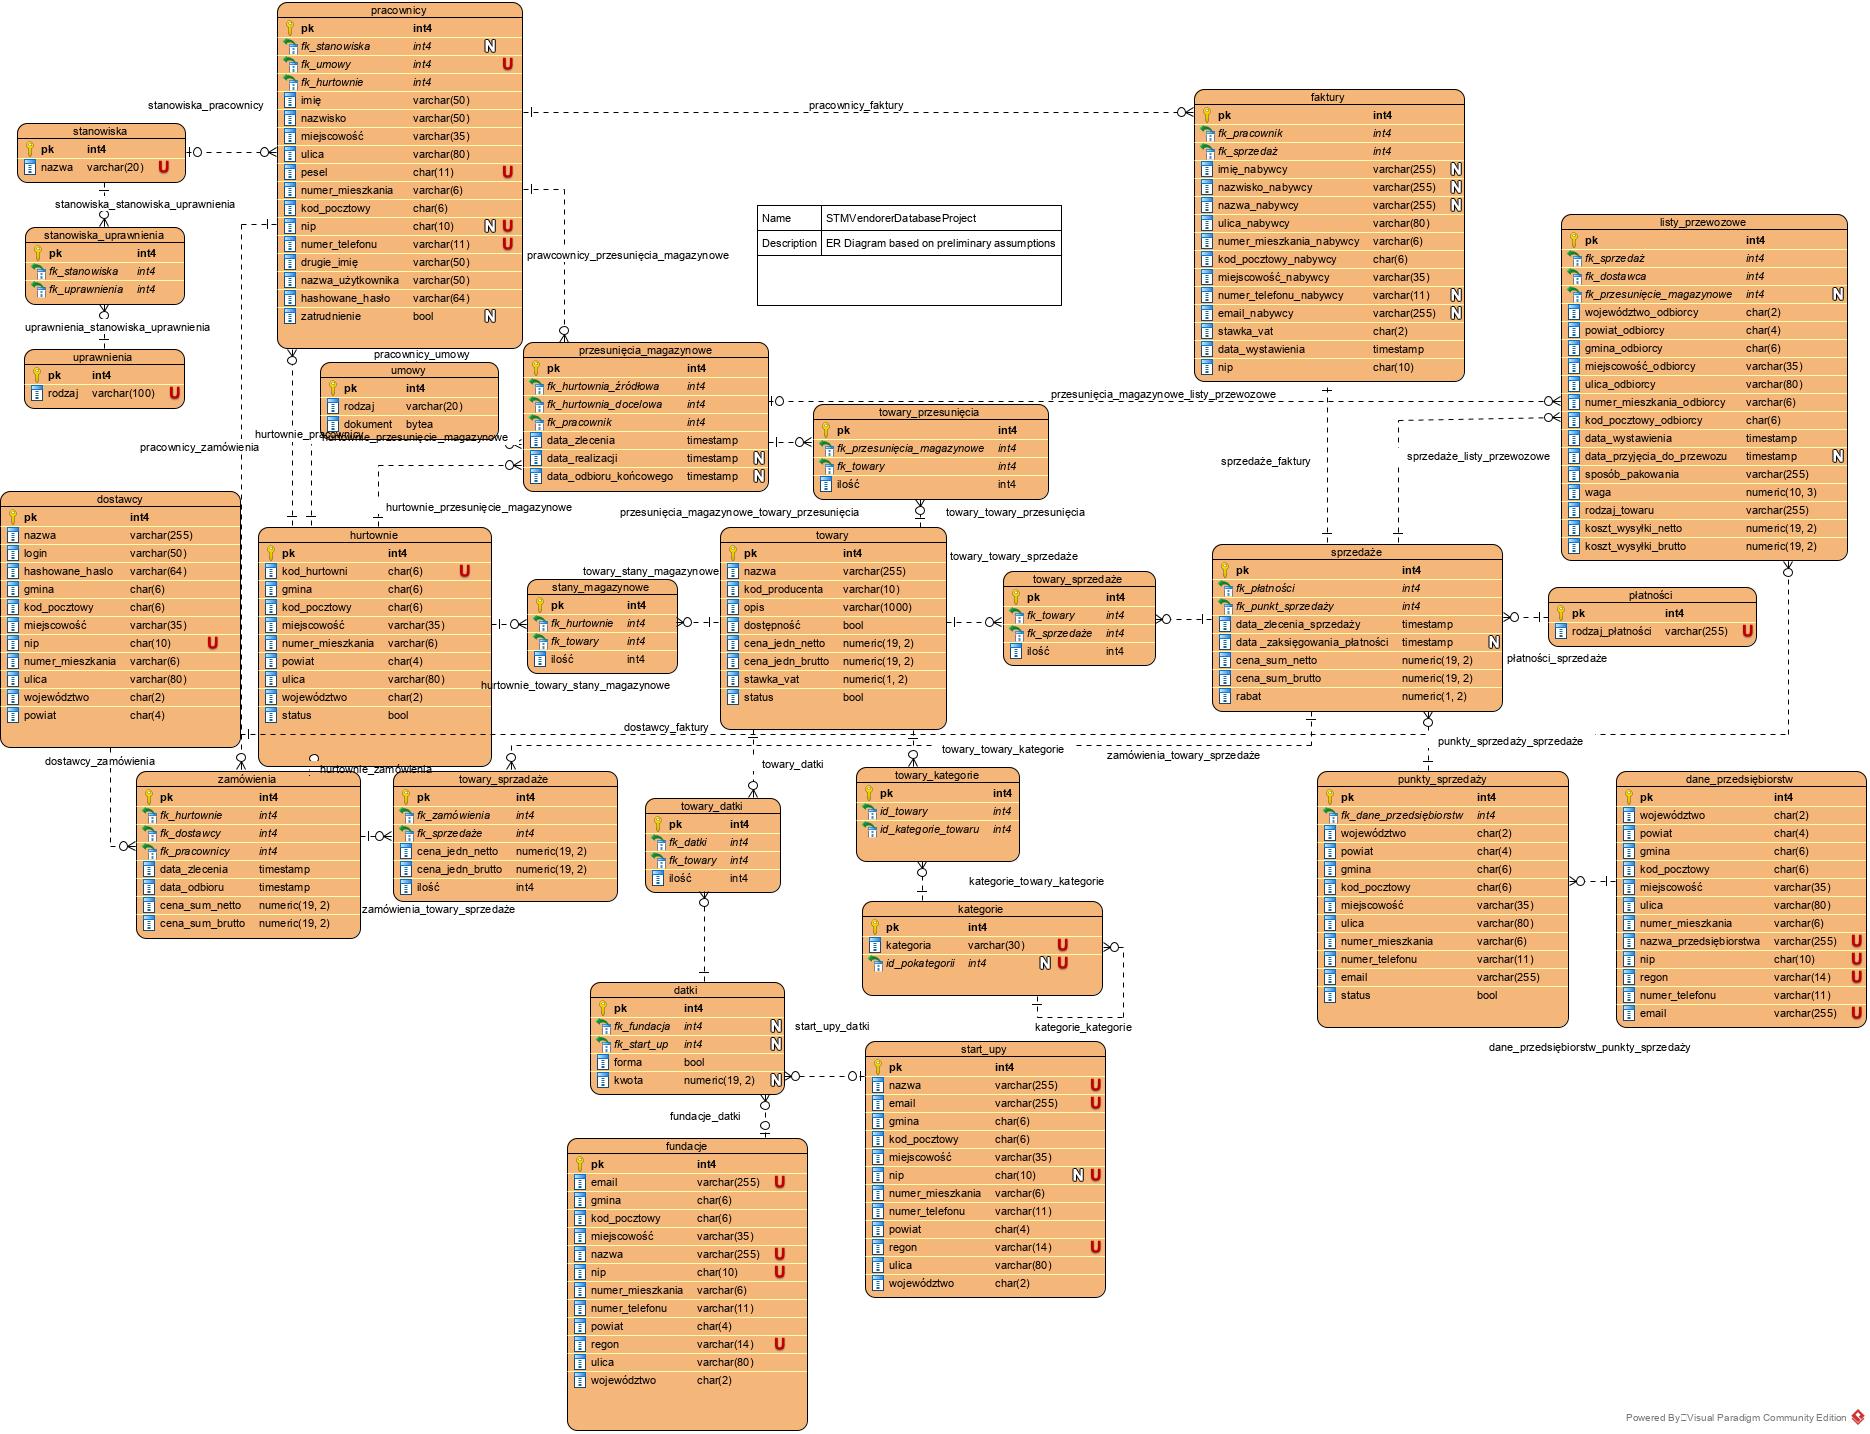 pracownicy
pk int4
fk_stanowiska int4 N
fk_umowy int4 U
fk_hurtownie int4
imię varchar(50)
nazwisko varchar(50)
miejscowość varchar(35)
ulica varchar(80)
pesel char(11) U
numer_mieszkania varchar(6)
kod_pocztowy char(6)
nip char(10) N U
numer_telefonu varchar(11) U
drugie_imię varchar(50)
nazwa_użytkownika varchar(50)
hashowane_hasło varchar(64)
zatrudnienie bool N
stanowiska_pracownicy
pracownicy_faktury
stanowiska
pk int4
nazwa varchar(20) U
stanowiska_stanowiska_uprawnienia
stanowiska_uprawnienia
pk int4
fk_stanowiska int4
fk_uprawnienia int4
uprawnienia_stanowiska_uprawnienia
uprawnienia
pk int4
rodzaj varchar(100) U
prawcownicy_przesunięcia_magazynowe
Name STMVendorerDatabaseProject
Description ER Diagram based on preliminary assumptions
faktury
pk int4
fk_pracownik int4
fk_sprzedaż int4
imię_nabywcy varchar(255) N
nazwisko_nabywcy varchar(255) N
nazwa_nabywcy varchar(255) N
ulica_nabywcy varchar(80)
numer_mieszkania_nabywcy varchar(6)
kod_pocztowy_nabywcy char(6)
miejscowość_nabywcy varchar(35)
numer_telefonu_nabywcy varchar(11) N
email_nabywcy varchar(255) N
stawka_vat char(2)
data_wystawienia timestamp
nip char(10)
listy_przewozowe
pk int4
fk_sprzedaż int4
fk_dostawca int4
fk_przesunięcie_magazynowe int4 N
województwo_odbiorcy char(2)
powiat_odbiorcy char(4)
gmina_odbiorcy char(6)
miejscowość_odbiorcy varchar(35)
ulica_odbiorcy varchar(80)
numer_mieszkania_odbiorcy varchar(6)
kod_pocztowy_odbiorcy char(6)
data_wystawienia timestamp
data_przyjęcia_do_przewozu timestamp N
sposób_pakowania varchar(255)
waga numeric(10, 3)
rodzaj_towaru varchar(255)
koszt_wysyłki_netto numeric(19, 2)
koszt_wysyłki_brutto numeric(19, 2)
pracownicy_umowy
umowy
pk int4
rodzaj varchar(20)
dokument bytea
hurtownie_pracownicy
hurtownie_przesunięcie_magazynowe
pracownicy_zamówienia
przesunięcia_magazynowe
pk int4
fk_hurtownia_źródłowa int4
fk_hurtownia_docelowa int4
fk_pracownik int4
data_zlecenia timestamp
data_realizacji timestamp N
data_odbioru_końcowego timestamp N
przesunięcia_magazynowe_listy_przewozowe
towary_przesunięcia
pk int4
fk_przesunięcia_magazynowe int4
fk_towary int4
ilość int4
sprzedaże_faktury
sprzedaże_listy_przewozowe
hurtownie_przesunięcie_magazynowe
przesunięcia_magazynowe_towary_przesunięcia
towary_towary_przesunięcia
dostawcy
pk int4
nazwa varchar(255)
login varchar(50)
hashowane_haslo varchar(64)
gmina char(6)
kod_pocztowy char(6)
miejscowość varchar(35)
nip char(10) U
numer_mieszkania varchar(6)
ulica varchar(80)
województwo char(2)
powiat char(4)
hurtownie
pk int4
kod_hurtowni char(6) U
gmina char(6)
kod_pocztowy char(6)
miejscowość varchar(35)
numer_mieszkania varchar(6)
powiat char(4)
ulica varchar(80)
województwo char(2)
status bool
towary_stany_magazynowe
stany_magazynowe
pk int4
fk_hurtownie int4
fk_towary int4
ilość int4
hurtownie_towary_stany_magazynowe
towary
pk int4
nazwa varchar(255)
kod_producenta varchar(10)
opis varchar(1000)
dostępność bool
cena_jedn_netto numeric(19, 2)
cena_jedn_brutto numeric(19, 2)
stawka_vat numeric(1, 2)
status bool
towary_towary_sprzedaże
towary_sprzedaże
pk int4
fk_towary int4
fk_sprzedaże int4
ilość int4
sprzedaże
pk int4
fk_płatności int4
fk_punkt_sprzedaży int4
data_zlecenia_sprzedaży timestamp
data _zaksięgowania_płatności timestamp N
cena_sum_netto numeric(19, 2)
cena_sum_brutto numeric(19, 2)
rabat numeric(1, 2)
płatności
pk int4
rodzaj_płatności varchar(255) U
płatności_sprzedaże
dostawcy_faktury
punkty_sprzedaży_sprzedaże
towary_towary_kategorie
zamówienia_towary_sprzedaże
dostawcy_zamówienia
hurtownie_zamówienia
towary_datki
zamówienia
pk int4
fk_hurtownie int4
fk_dostawcy int4
fk_pracownicy int4
data_zlecenia timestamp
data_odbioru timestamp
cena_sum_netto numeric(19, 2)
cena_sum_brutto numeric(19, 2)
towary_sprzadaże
pk int4
fk_zamówienia int4
fk_sprzedaże int4
cena_jedn_netto numeric(19, 2)
cena_jedn_brutto numeric(19, 2)
ilość int4
zamówienia_towary_sprzedaże
towary_datki
pk int4
fk_datki int4
fk_towary int4
ilość int4
towary_kategorie
pk int4
id_towary int4
id_kategorie_towaru int4
kategorie_towary_kategorie
kategorie
pk int4
kategoria varchar(30) U
id_pokategorii int4 N U
kategorie_kategorie
punkty_sprzedaży
pk int4
fk_dane_przedsiębiorstw int4
województwo char(2)
powiat char(4)
gmina char(6)
kod_pocztowy char(6)
miejscowość varchar(35)
ulica varchar(80)
numer_mieszkania varchar(6)
numer_telefonu varchar(11)
email varchar(255)
status bool
dane_przedsiębiorstw
pk int4
województwo char(2)
powiat char(4)
gmina char(6)
kod_pocztowy char(6)
miejscowość varchar(35)
ulica varchar(80)
numer_mieszkania varchar(6)
nazwa_przedsiębiorstwa varchar(255) U
nip char(10) U
regon varchar(14) U
numer_telefonu varchar(11)
email varchar(255) U
dane_przedsiębiorstw_punkty_sprzedaży
datki
pk int4
fk_fundacja int4 N
fk_start_up int4 N
forma bool
kwota numeric(19, 2) N
start_upy_datki
fundacje_datki
start_upy
pk int4
nazwa varchar(255) U
email varchar(255) U
gmina char(6)
kod_pocztowy char(6)
miejscowość varchar(35)
nip char(10) N U
numer_mieszkania varchar(6)
numer_telefonu varchar(11)
powiat char(4)
regon varchar(14) U
ulica varchar(80)
województwo char(2)
fundacje
pk int4
email varchar(255) U
gmina char(6)
kod_pocztowy char(6)
miejscowość varchar(35)
nazwa varchar(255) U
nip char(10) U
numer_mieszkania varchar(6)
numer_telefonu varchar(11)
powiat char(4)
regon varchar(14) U
ulica varchar(80)
województwo char(2)
Powered By Visual Paradigm Community Edition